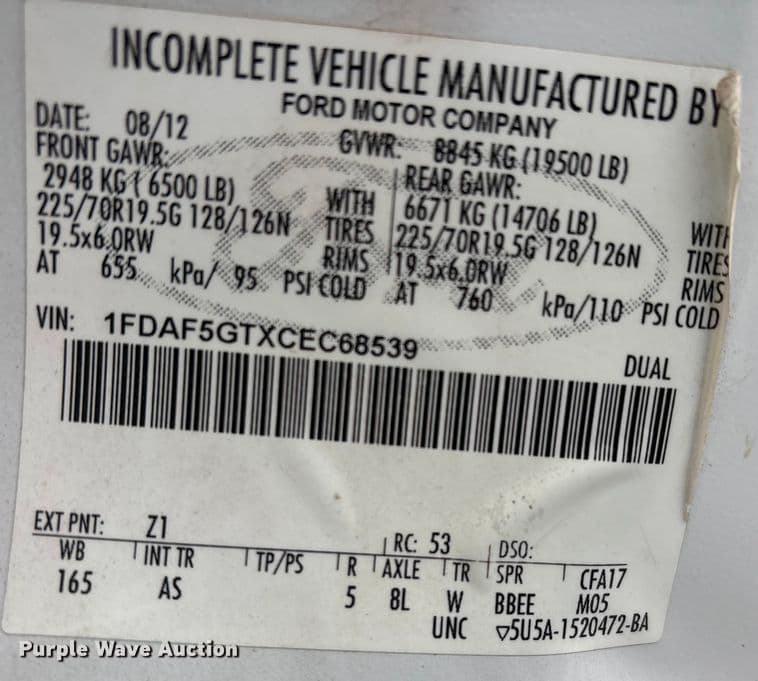 INCOMPLETE VEHICLE MANUFACTURED BY
FORD MOTOR COMPANY
DATE: 08/12 GVWR: 8845 KG (19500 LB)
FRONT GAWR: REAR GAWR:
2948 KG ( 6500 LB) WITH 6671 KG (14706 LB) WITH
225/70R19.5G 128/126N TIRES 225/70R19.5G 128/126N TIRES
19.5x6.0RW RIMS 19.5x6.0RW RIMS
AT 655 kPa/ 95 PSI COLD AT 760 kPa/110 PSI COLD
VIN: 1FDAF5GTXCEC68539
DUAL
EXT PNT: Z1 RC: 53 DSO:
WB INT TR TP/PS R AXLE TR SPR CFA17
165 AS 5 8L W BBEE M05
UNC ▽5U5A-1520472-BA
Purple Wave Auction